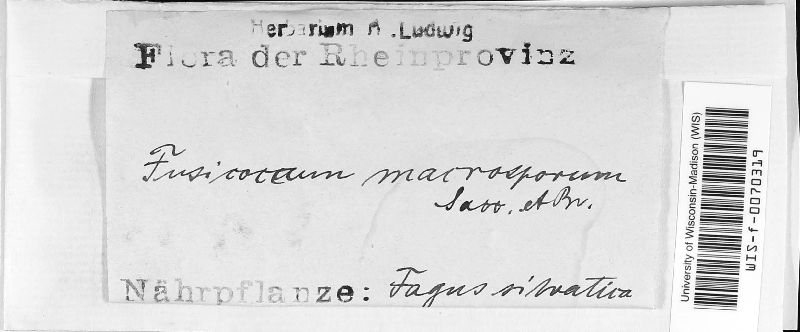 Herbarium A. Ludwig
Flora der Rheinprovinz
Fusicoccum macrosporum
Sacc. et Br.
Nährpflanze: Fagus silvatica
University of Wisconsin-Madison (WIS)
WIS-f-0070319